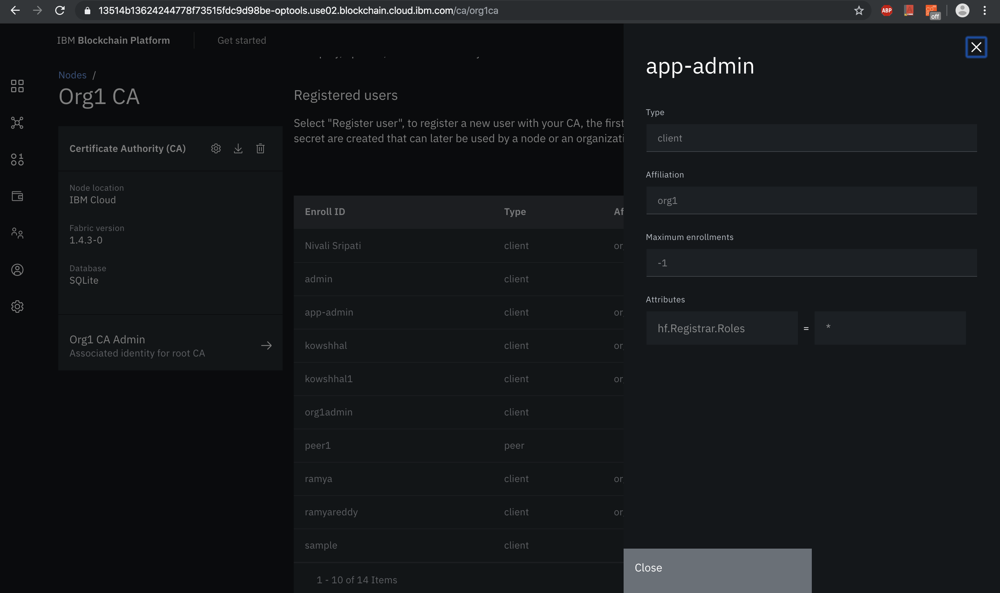 13514b13624244778f73515fdc9d98be-optools.use02.blockchain.cloud.ibm.com/ca/org1ca
ABP
off
IBM Blockchain Platform
Get started
Nodes /
Org1 CA
Certificate Authority (CA)
Node location
IBM Cloud
Fabric version
1.4.3-0
Database
SQLite
Org1 CA Admin
Associated identity for root CA
Registered users
Select "Register user", to register a new user with your CA, the first
secret are created that can later be used by a node or an organizati
Enroll ID Type Af
Nivali Sripati client or
admin client
app-admin client or
kowshhal client or
kowshhal1 client or
org1admin client
peer1 peer
ramya client or
ramyareddy client or
sample client
1 - 10 of 14 Items
app-admin
Type
client
Affiliation
org1
Maximum enrollments
-1
Attributes
hf.Registrar.Roles = *
Close